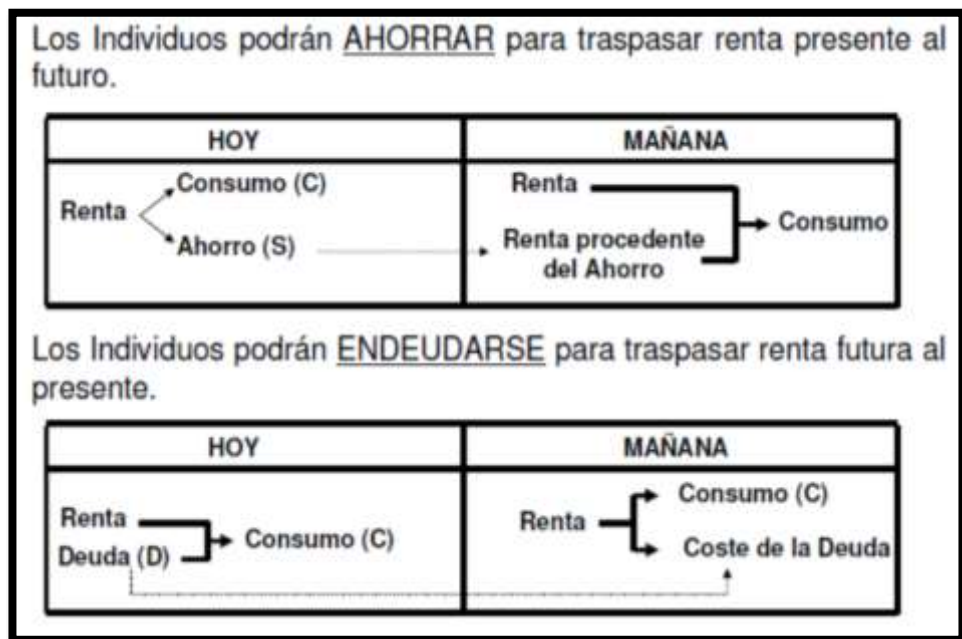 Los Individuos podrán AHORRAR para traspasar renta presente al
futuro.
HOY
MAÑANA
Renta
Consumo (C)
Ahorro (S)
Renta
Renta procedente
del Ahorro
Consumo
Los Individuos podrán ENDEUDARSE para traspasar renta futura al
presente.
HOY
MAÑANA
Renta
Deuda (D)
Consumo (C)
Renta
Consumo (C)
Coste de la Deuda